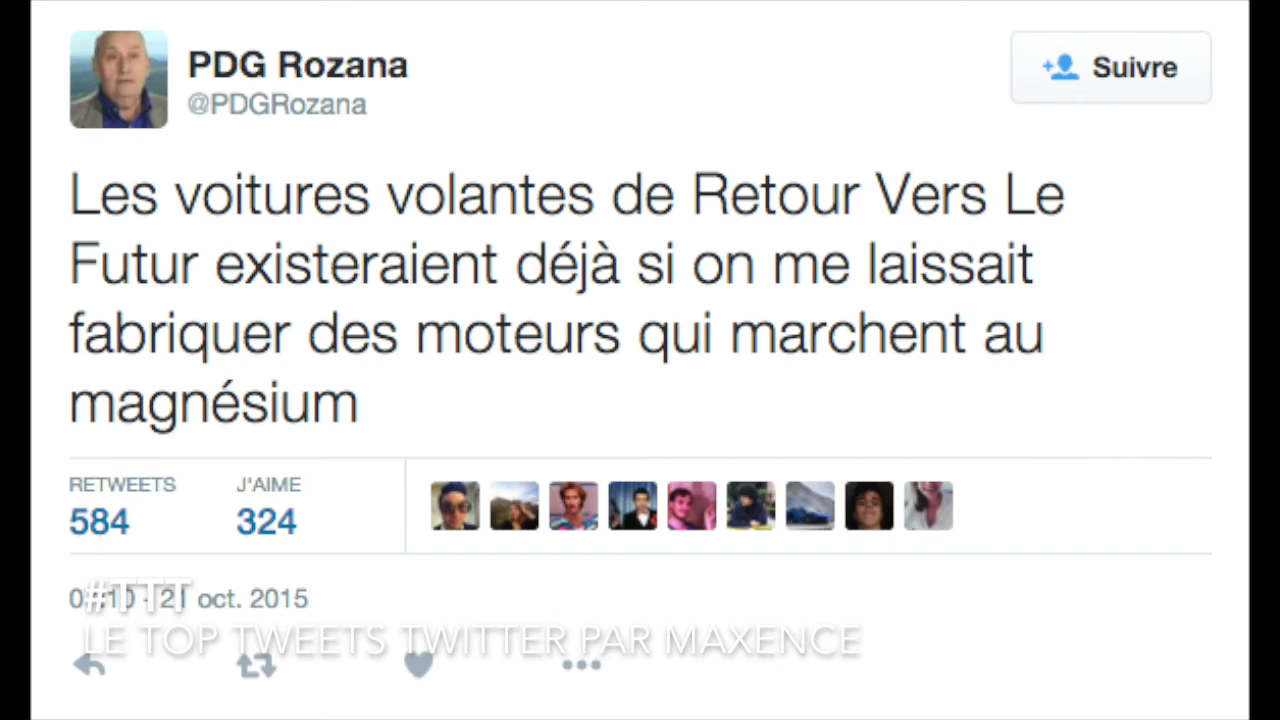 PDG Rozana
@PDGRozana
Suivre
Les voitures volantes de Retour Vers Le
Futur existeraient déjà si on me laissait
fabriquer des moteurs qui marchent au
magnésium
RETWEETS
J'AIME
584
324
#TTT
21 oct. 2015
LE TOP TWEETS TWITTER PAR MAXENCE